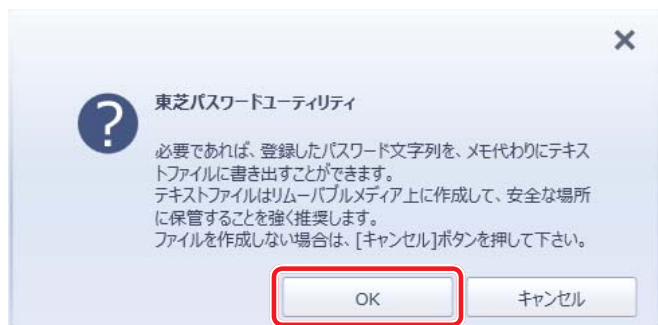 東芝パスワードユーティリティ
必要であれば、登録したパスワード文字列を、メモ代わりにテキス
トファイルに書き出すことができます。
テキストファイルはリムーバブルメディア上に作成して、安全な場所
に保管することを強く推奨します。
ファイルを作成しない場合は、[キャンセル]ボタンを押して下さい。
OK
キャンセル